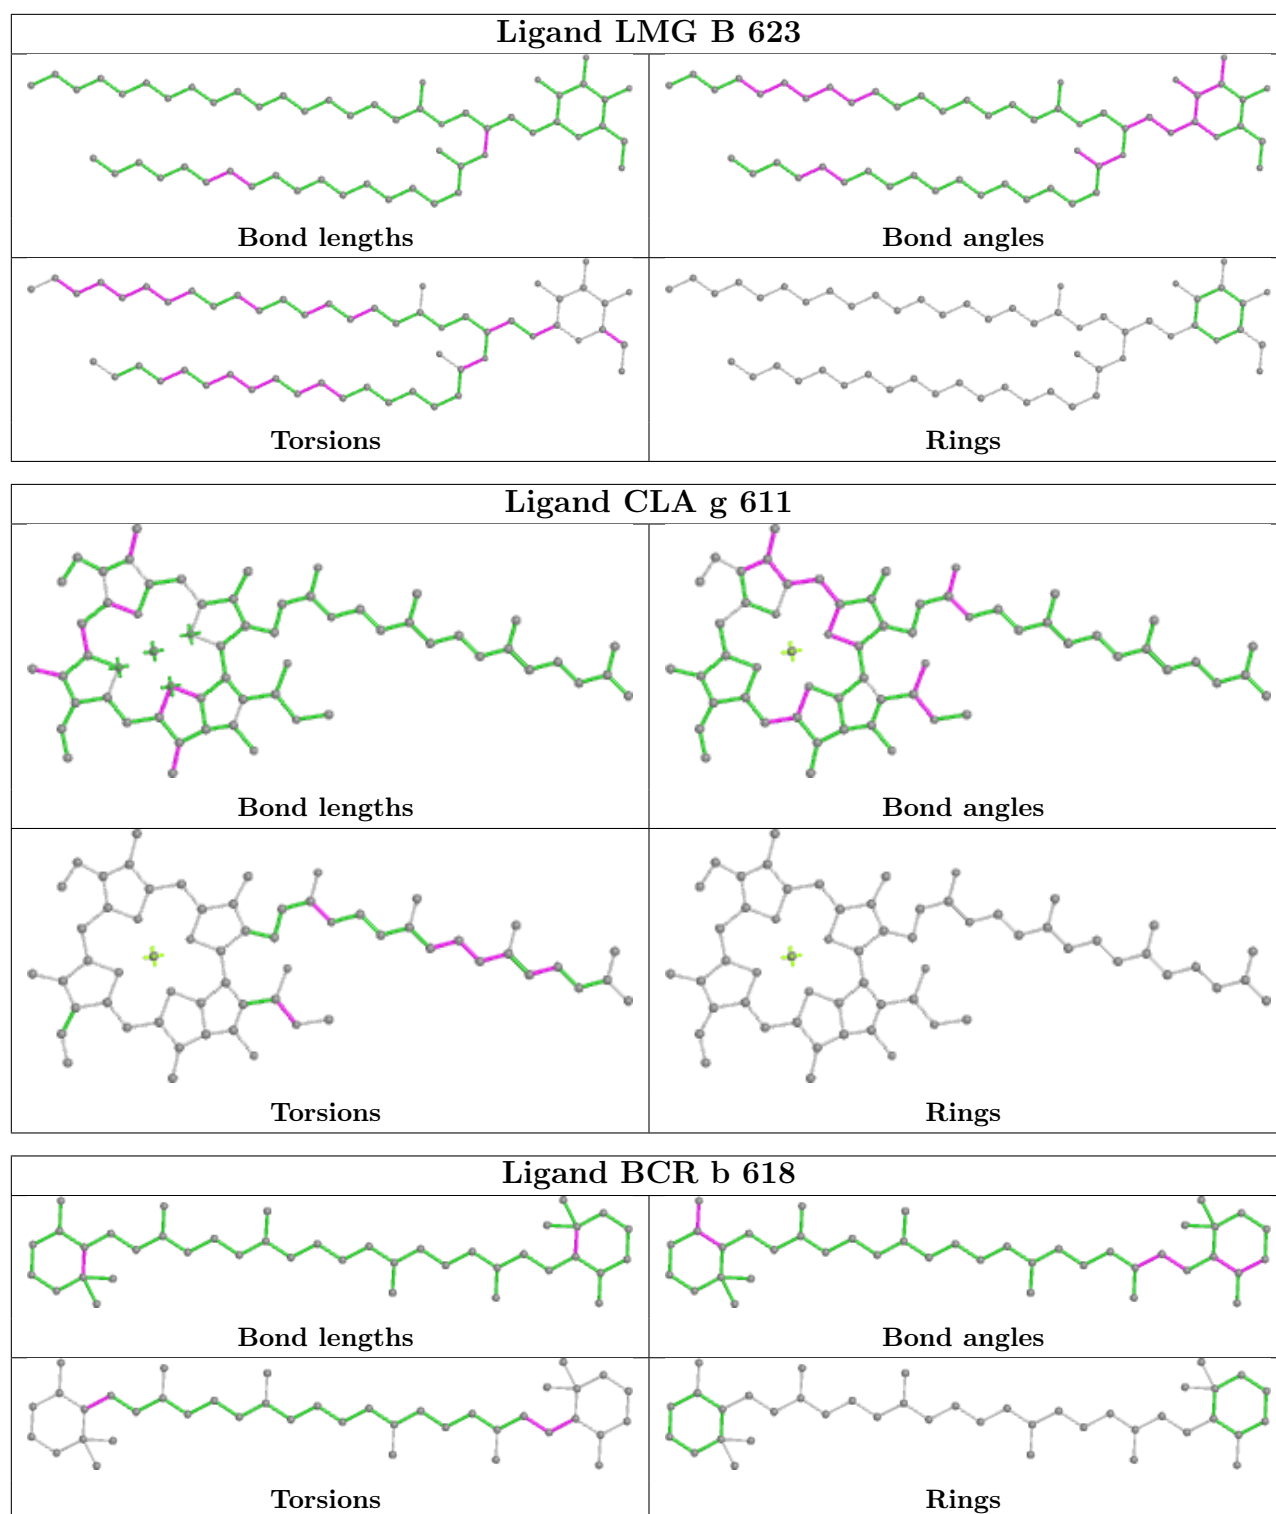 Ligand LMG B 623
Bond lengths
Bond angles
Torsions
Rings
Ligand CLA g 611
Bond lengths
Bond angles
Torsions
Rings
Ligand BCR b 618
Bond lengths
Bond angles
Torsions
Rings